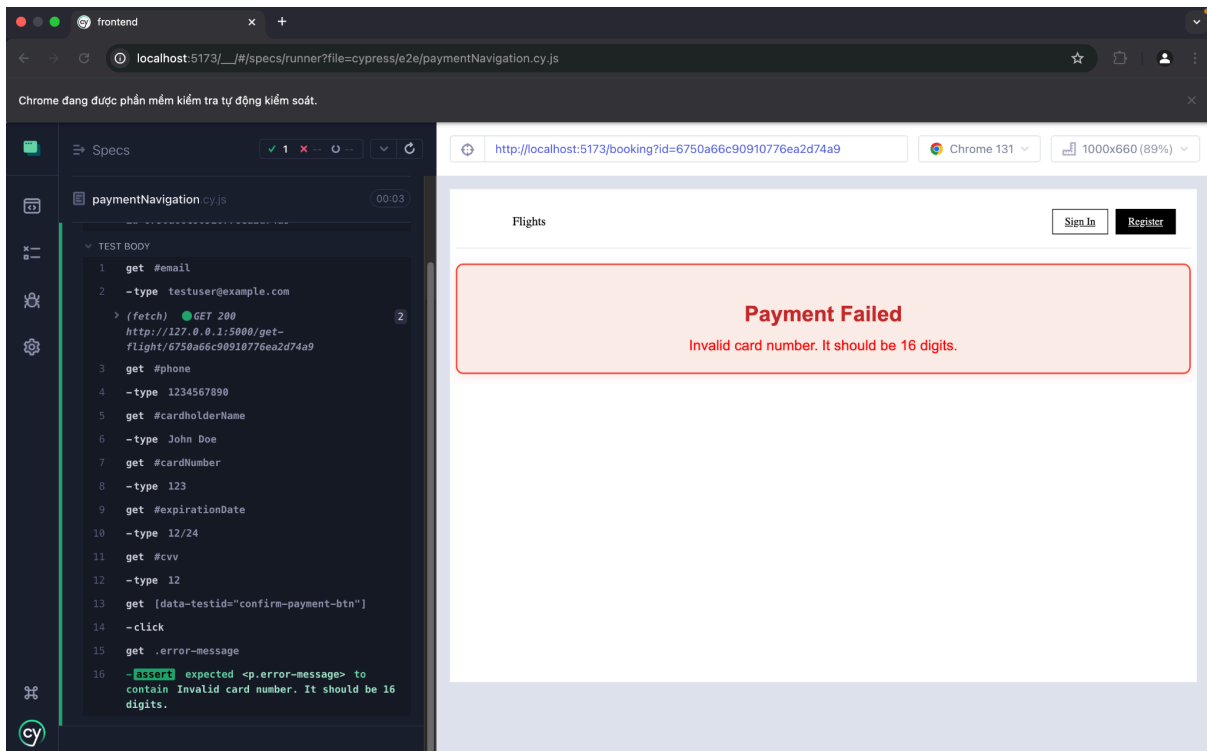 frontend
localhost:5173/__/#/specs/runner?file=cypress/e2e/paymentNavigation.cy.js
Chrome đang được phần mềm kiểm tra tự động kiểm soát.
Specs
1 -- --
http://localhost:5173/booking?id=6750a66c90910776ea2d74a9
Chrome 131
1000x660 (89%)
paymentNavigation.cy.js
00:03
TEST BODY
1 get #email
2 -type testuser@example.com
(fetch) GET 200 2
http://127.0.0.1:5000/get-
flight/6750a66c90910776ea2d74a9
3 get #phone
4 -type 1234567890
5 get #cardholderName
6 -type John Doe
7 get #cardNumber
8 -type 123
9 get #expirationDate
10 -type 12/24
11 get #cvv
12 -type 12
13 get [data-testid="confirm-payment-btn"]
14 -click
15 get .error-message
16 -assert expected <p.error-message> to
contain Invalid card number. It should be 16
digits.
cy
Flights
Sign In
Register
Payment Failed
Invalid card number. It should be 16 digits.